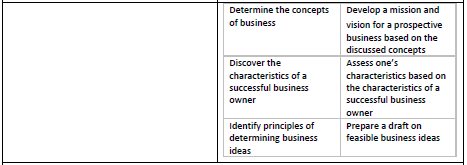 Determine the concepts
of business
Develop a mission and
vision for a prospective
business based on the
discussed concepts
Discover the
characteristics of a
successful business
owner
Assess one's
characteristics based on
the characteristics of a
successful business
owner
Identify principles of
determining business
ideas
Prepare a draft on
feasible business ideas